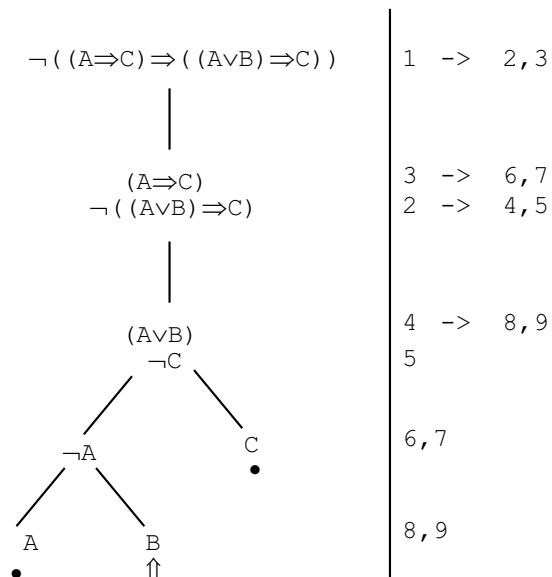 ¬((A⇒C)⇒((A∨B)⇒C)) 1 -> 2,3
(A⇒C) 3 -> 6,7
¬((A∨B)⇒C) 2 -> 4,5
(A∨B) 4 -> 8,9
¬C 5
¬A C 6,7
•
A B 8,9
• ⇑